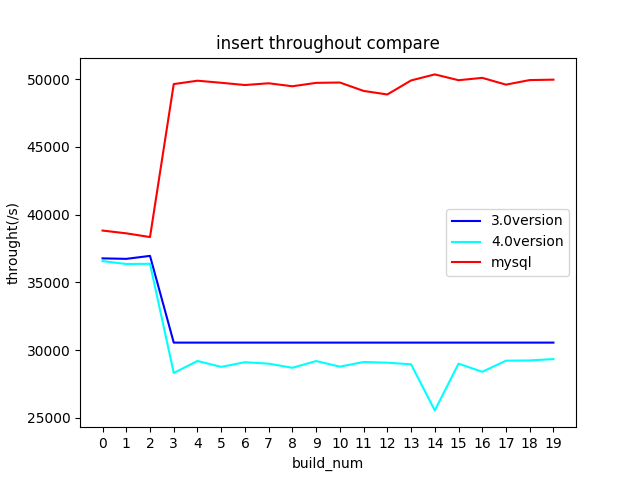 insert throughout compare
50000
45000
40000
35000
30000
25000
throught(/s)
3.0version
4.0version
mysql
0 1 2 3 4 5 6 7 8 9 10 11 12 13 14 15 16 17 18 19
build_num